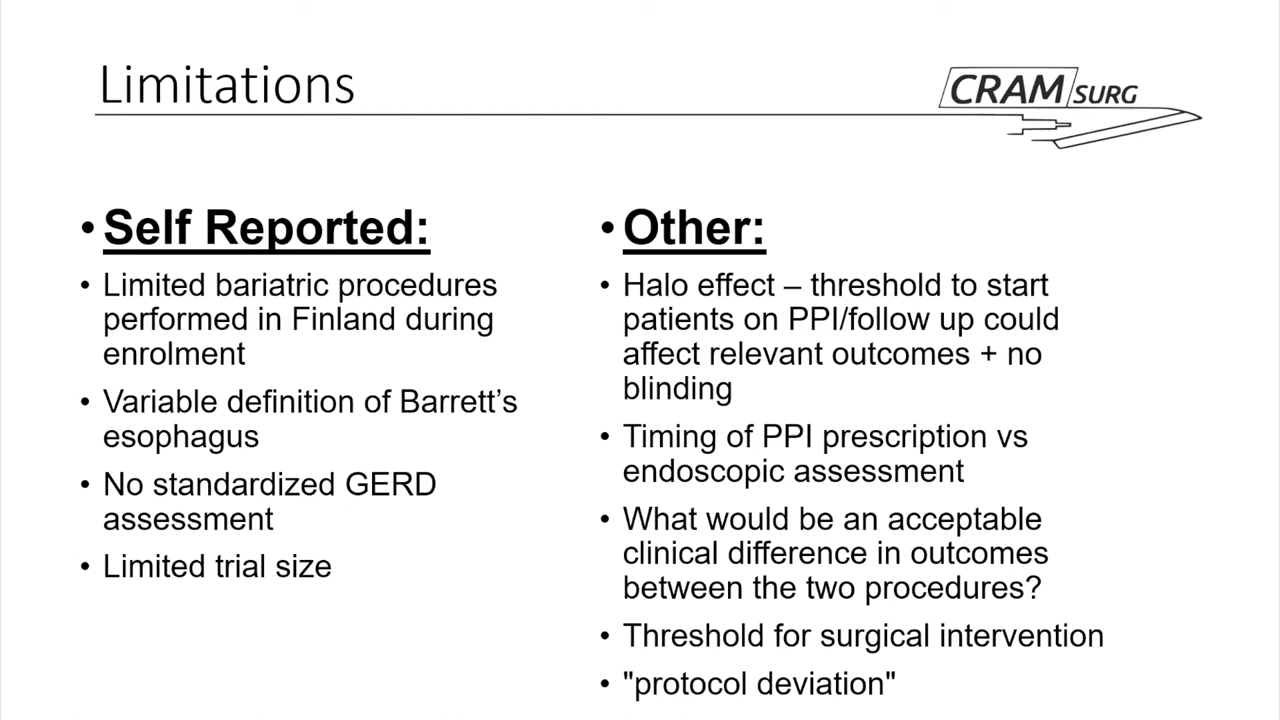 Limitations
CRAM SURG
• Self Reported:
• Limited bariatric procedures
performed in Finland during
enrolment
• Variable definition of Barrett’s
esophagus
• No standardized GERD
assessment
• Limited trial size
• Other:
• Halo effect – threshold to start
patients on PPI/follow up could
affect relevant outcomes + no
blinding
• Timing of PPI prescription vs
endoscopic assessment
• What would be an acceptable
clinical difference in outcomes
between the two procedures?
• Threshold for surgical intervention
• "protocol deviation"